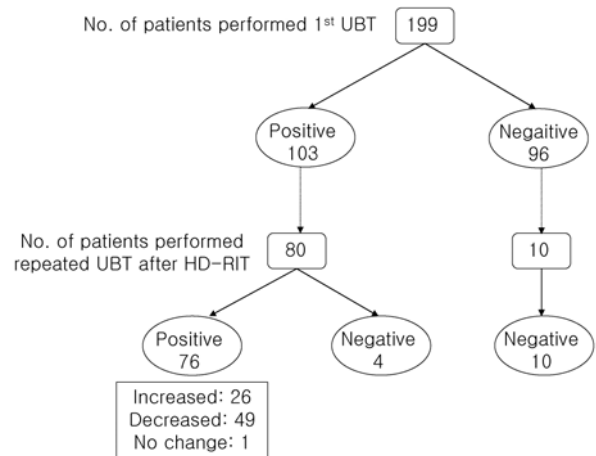 No. of patients performed 1st UBT
199
Positive
103
Negaitive
96
No. of patients performed
repeated UBT after HD-RIT
80
10
Positive
76
Negative
4
Negative
10
Increased: 26
Decreased: 49
No change: 1